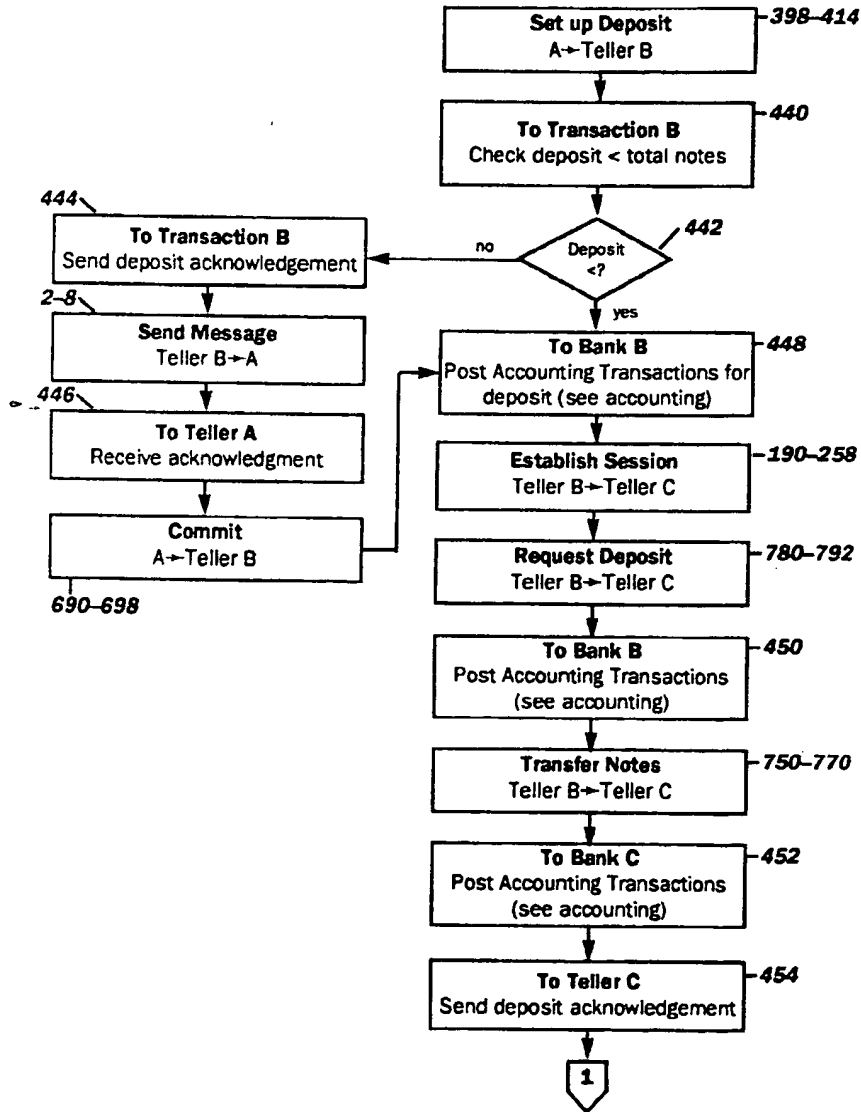 398–414
Set up Deposit
A→Teller B
440
To Transaction B
Check deposit < total notes
442
Deposit
<?
no
yes
444
To Transaction B
Send deposit acknowledgement
2–8
Send Message
Teller B→A
446
To Teller A
Receive acknowledgment
Commit
A→Teller B
690–698
448
To Bank B
Post Accounting Transactions for
deposit (see accounting)
190–258
Establish Session
Teller B→Teller C
780–792
Request Deposit
Teller B→Teller C
450
To Bank B
Post Accounting Transactions
(see accounting)
750–770
Transfer Notes
Teller B→Teller C
452
To Bank C
Post Accounting Transactions
(see accounting)
454
To Teller C
Send deposit acknowledgement
1